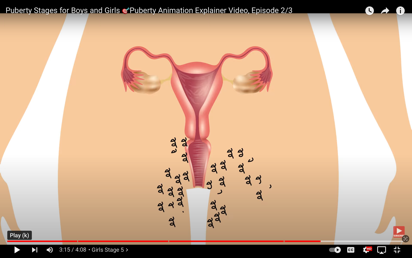 Puberty Stages for Boys and Girls Puberty Animation Explainer Video, Episode 2/3
Play (k)
3:15 / 4:08 • Girls Stage 5 >